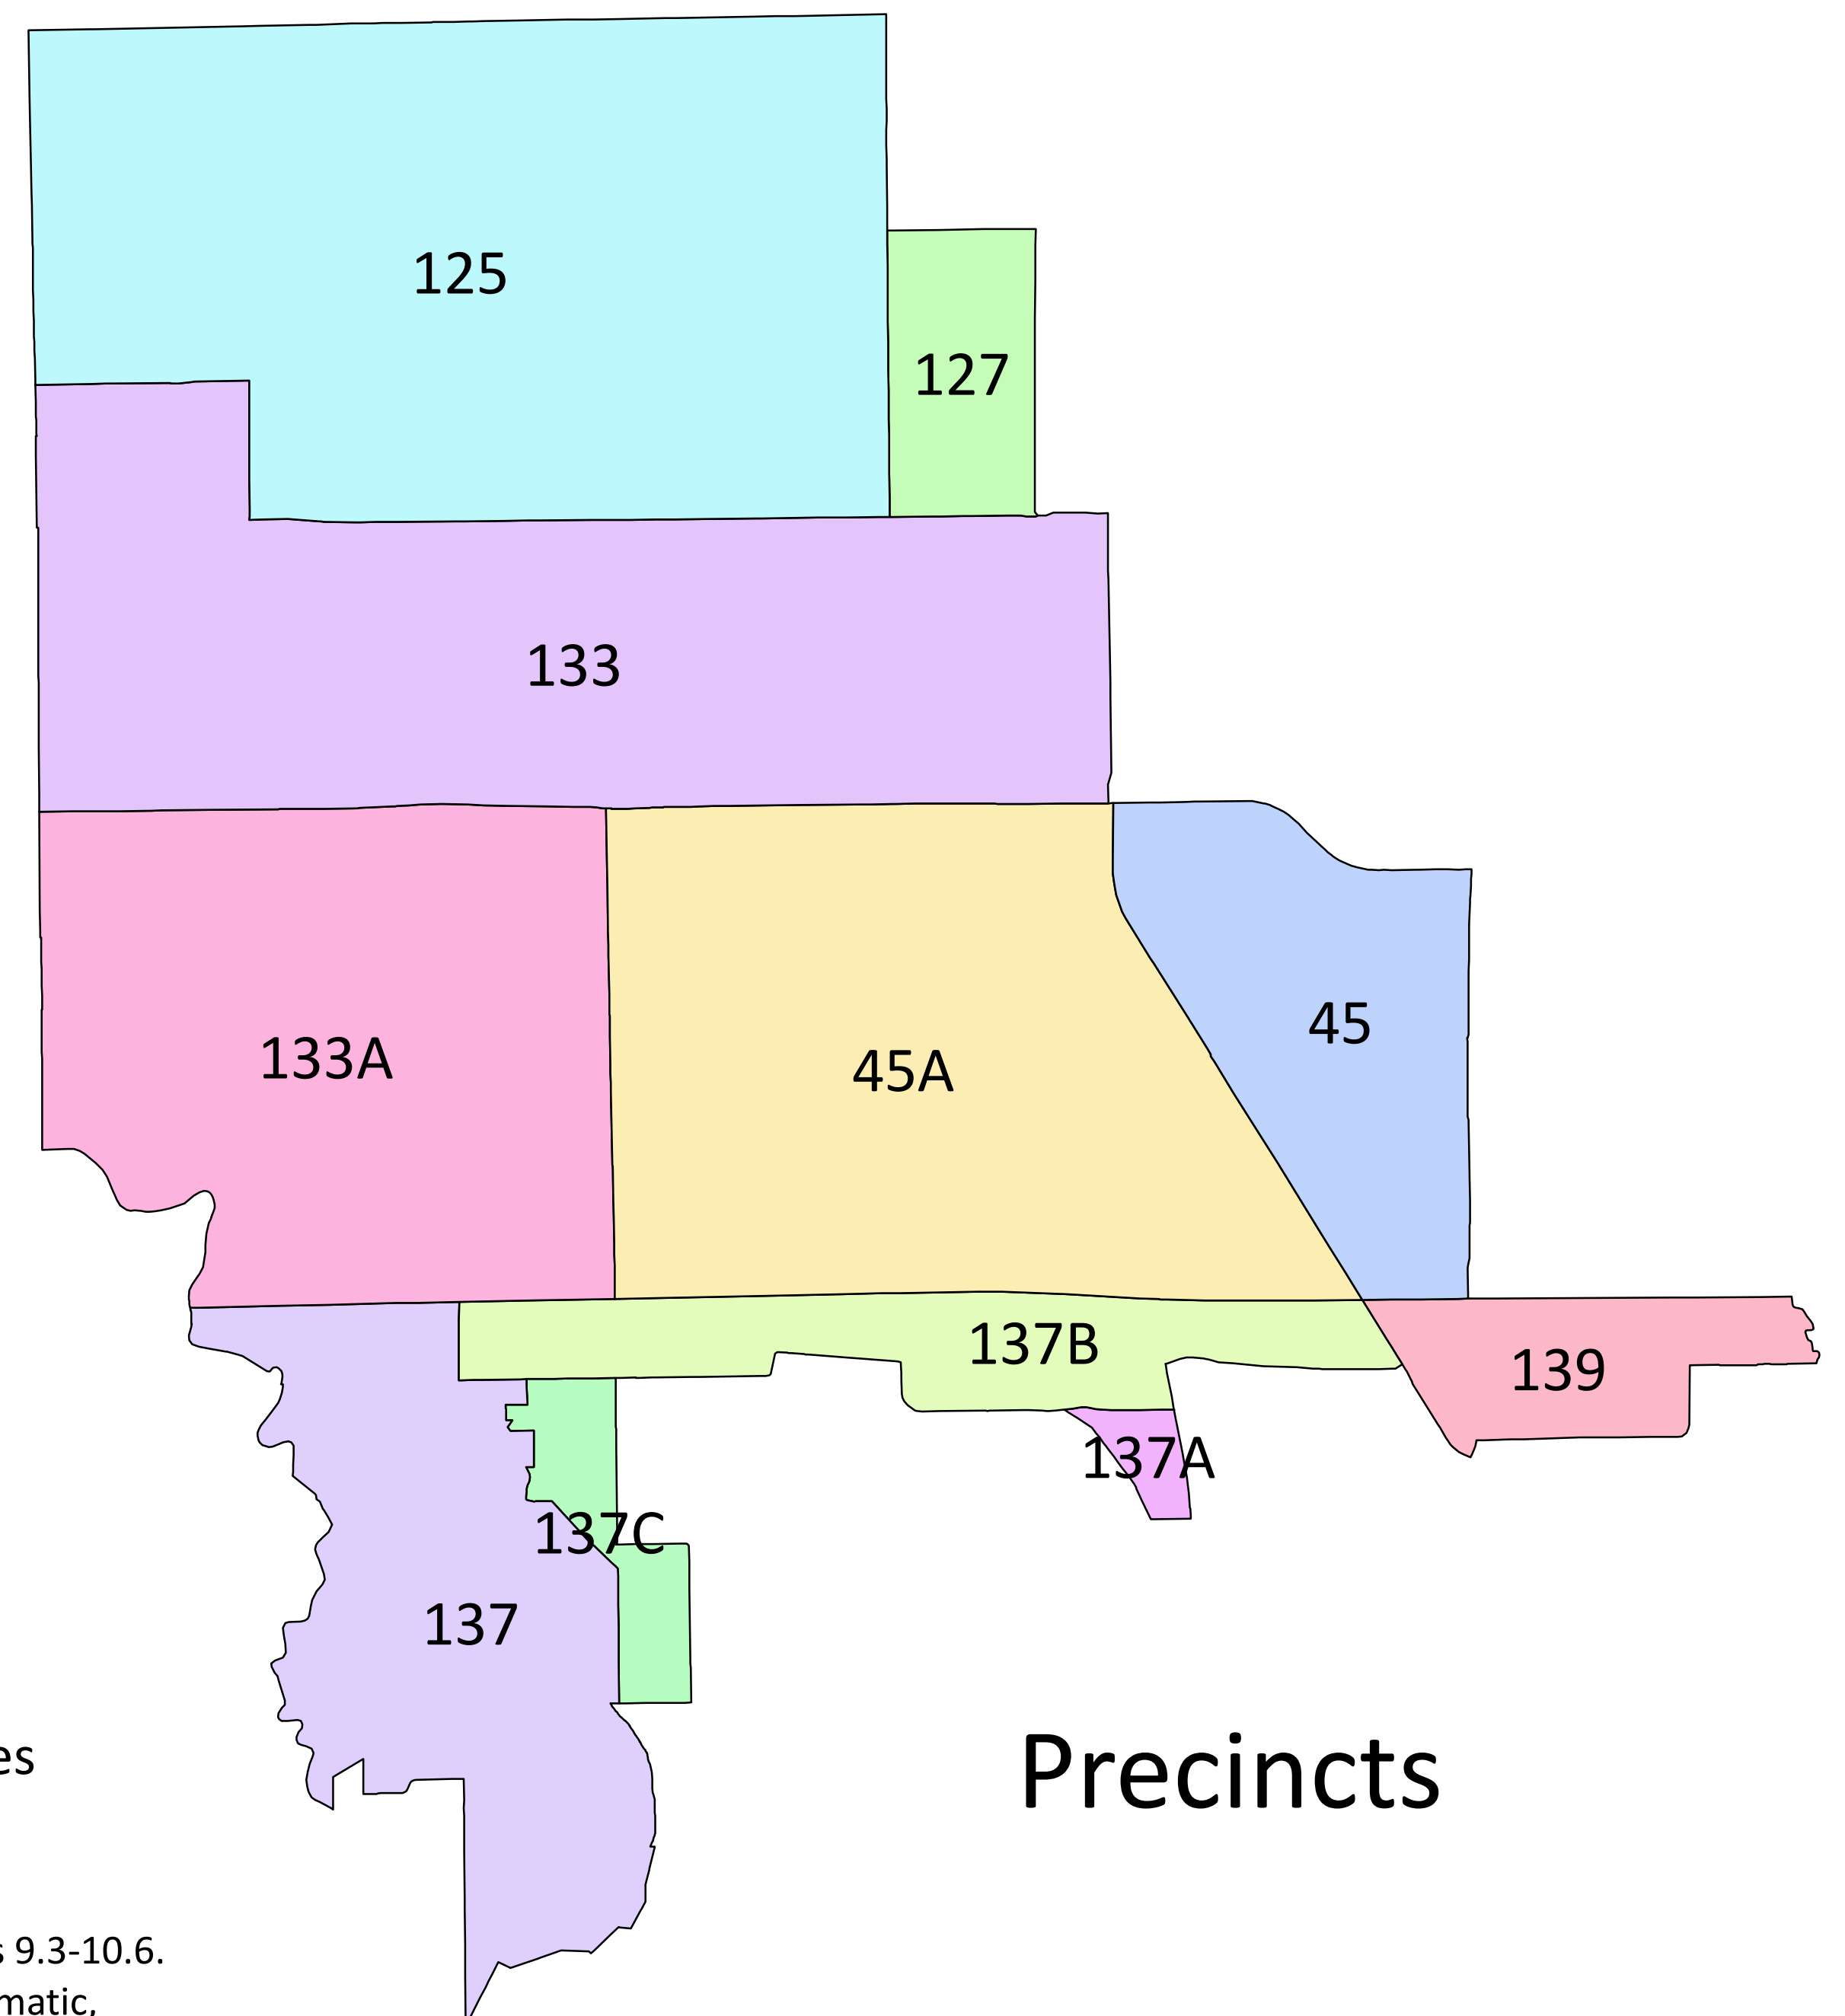 125
127
133
45
133A
45A
137B
139
137A
137C
137
Precincts
es
s 9.3-10.6.
matic,